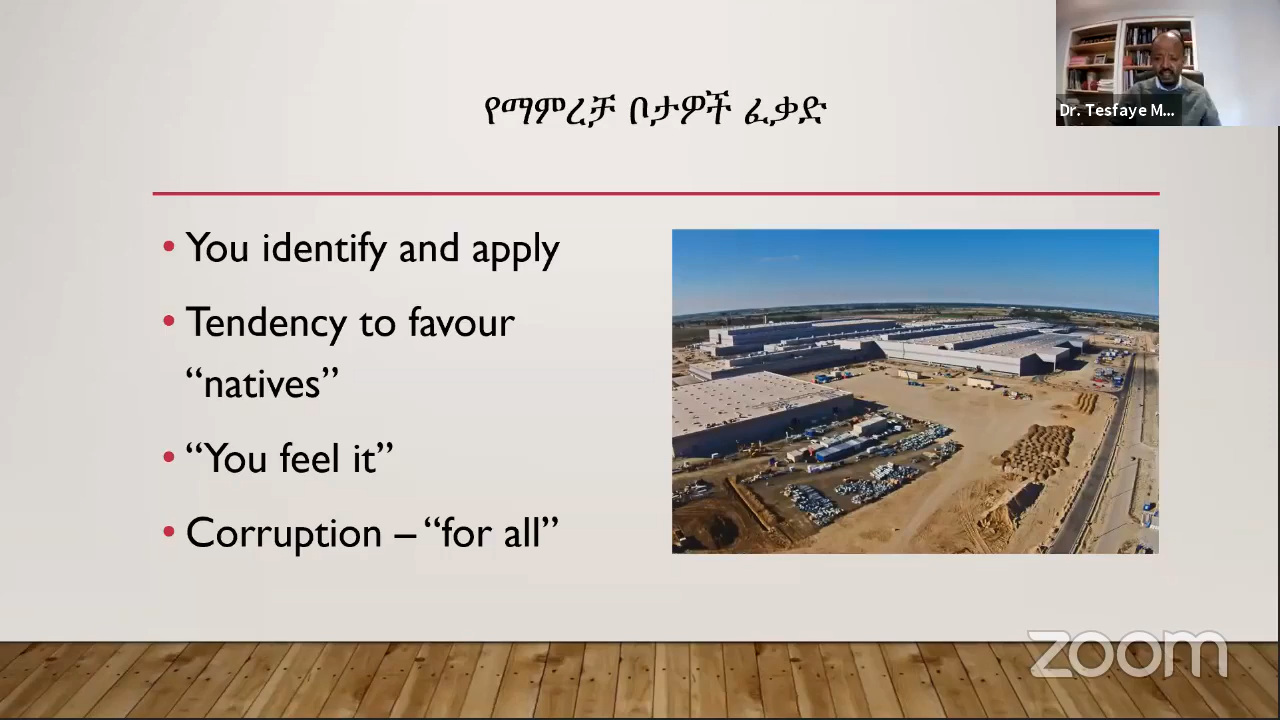 የማምረቻ ቦታዎች ፈቃድ
Dr. Tesfaye M...
• You identify and apply
• Tendency to favour
“natives”
• “You feel it”
• Corruption – “for all”
zoom